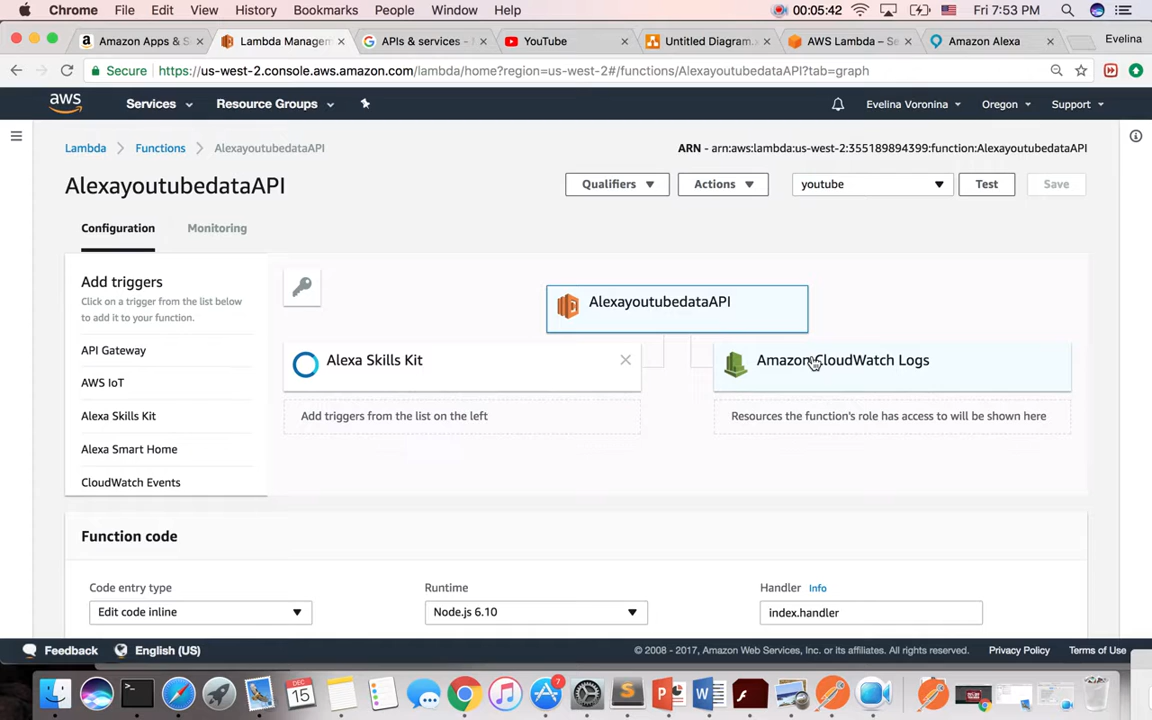 Chrome File Edit View History Bookmarks People Window Help 00:05:42 Fri 7:53 PM
Amazon Apps & S Lambda Managem APIs & services - YouTube Untitled Diagram. AWS Lambda – Se Amazon Alexa Evelina
Secure https://us-west-2.console.aws.amazon.com/lambda/home?region=us-west-2#/functions/AlexayoutubedataAPI?tab=graph
aws Services Resource Groups Evelina Voronina Oregon Support
Lambda Functions AlexayoutubedataAPI ARN - arn:aws:lambda:us-west-2:355189894399:function:AlexayoutubedataAPI
AlexayoutubedataAPI Qualifiers Actions youtube Test Save
Configuration Monitoring
Add triggers
Click on a trigger from the list below
to add it to your function.
API Gateway
AWS IoT
Alexa Skills Kit
Alexa Smart Home
CloudWatch Events
AlexayoutubedataAPI
Alexa Skills Kit
Amazon CloudWatch Logs
Add triggers from the list on the left
Resources the function's role has access to will be shown here
Function code
Code entry type
Edit code inline
Runtime
Node.js 6.10
Handler Info
index.handler
Feedback English (US) © 2008 - 2017, Amazon Web Services, Inc. or its affiliates. All rights reserved. Privacy Policy Terms of Use
DEC
15
7